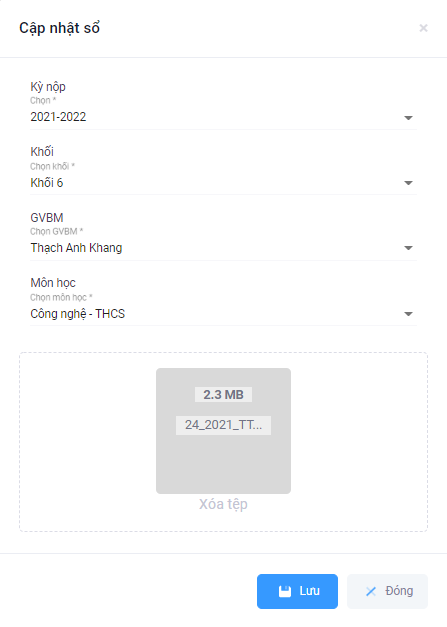 Cập nhật sổ
Kỳ nộp
Chọn *
2021-2022
Khối
Chọn khối *
Khối 6
GVBM
Chọn GVBM *
Thạch Anh Khang
Môn học
Chọn môn học *
Công nghệ - THCS
2.3 MB
24_2021_TT...
Xóa tệp
Lưu
Đóng